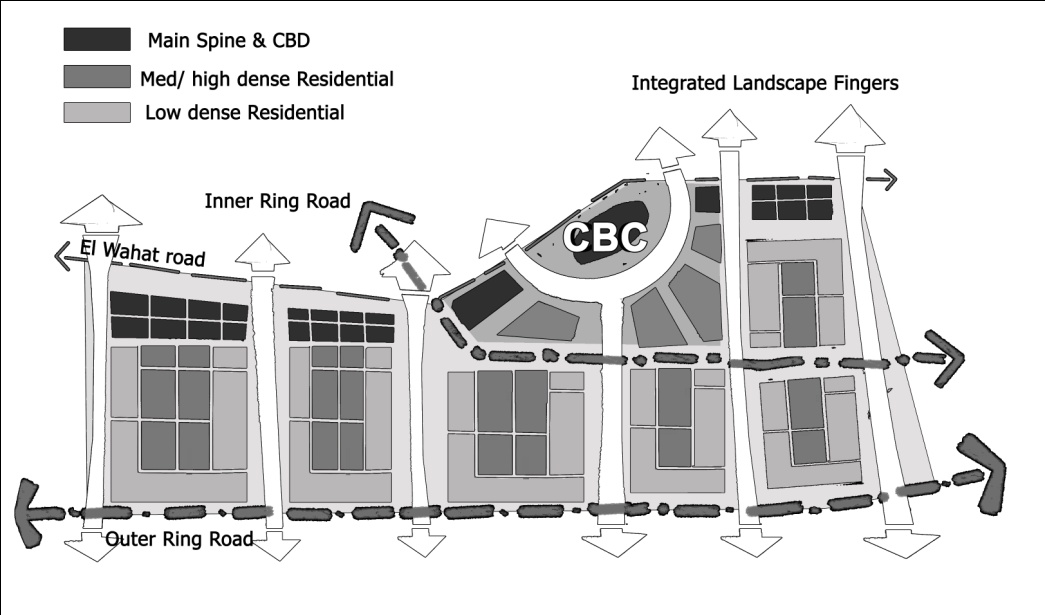 Main Spine & CBD
Med/ high dense Residential
Low dense Residential
Integrated Landscape Fingers
Inner Ring Road
El Wahat road
CBC
Outer Ring Road